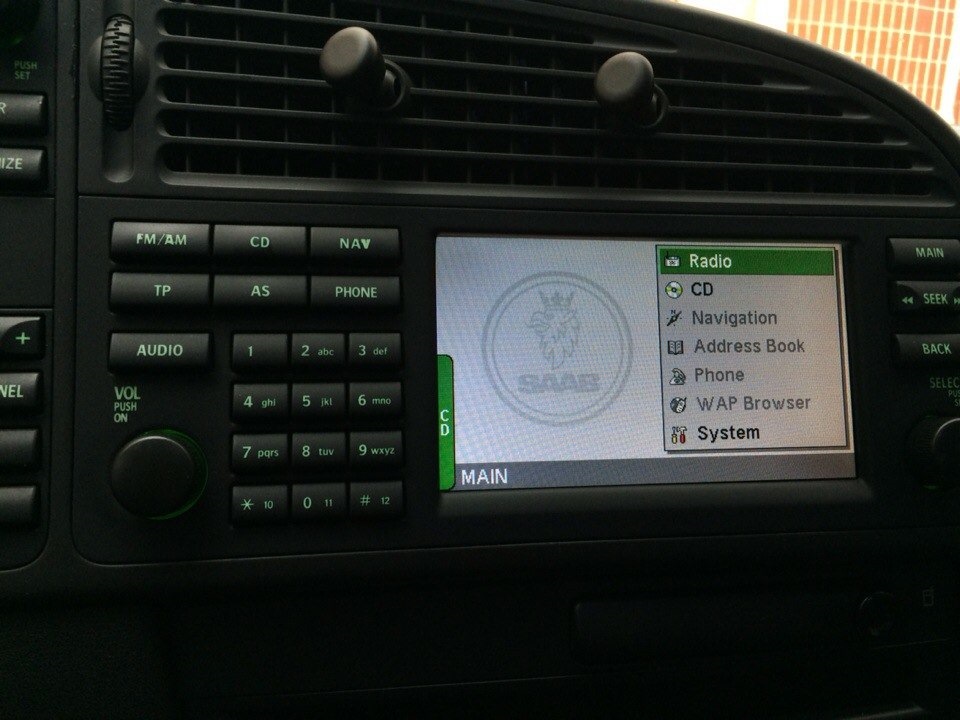 PUSH
SET
R
IZE
+
NEL
FM/AM CD NAV
TP AS PHONE
AUDIO
VOL
PUSH
ON
1 2 abc 3 def
4 ghi 5 jkl 6 mno
7 pqrs 8 tuv 9 wxyz
* 10 0 11 # 12
CD
SAAB
Radio
CD
Navigation
Address Book
Phone
WAP Browser
System
MAIN
MAIN
SEEK
BACK
SELEC